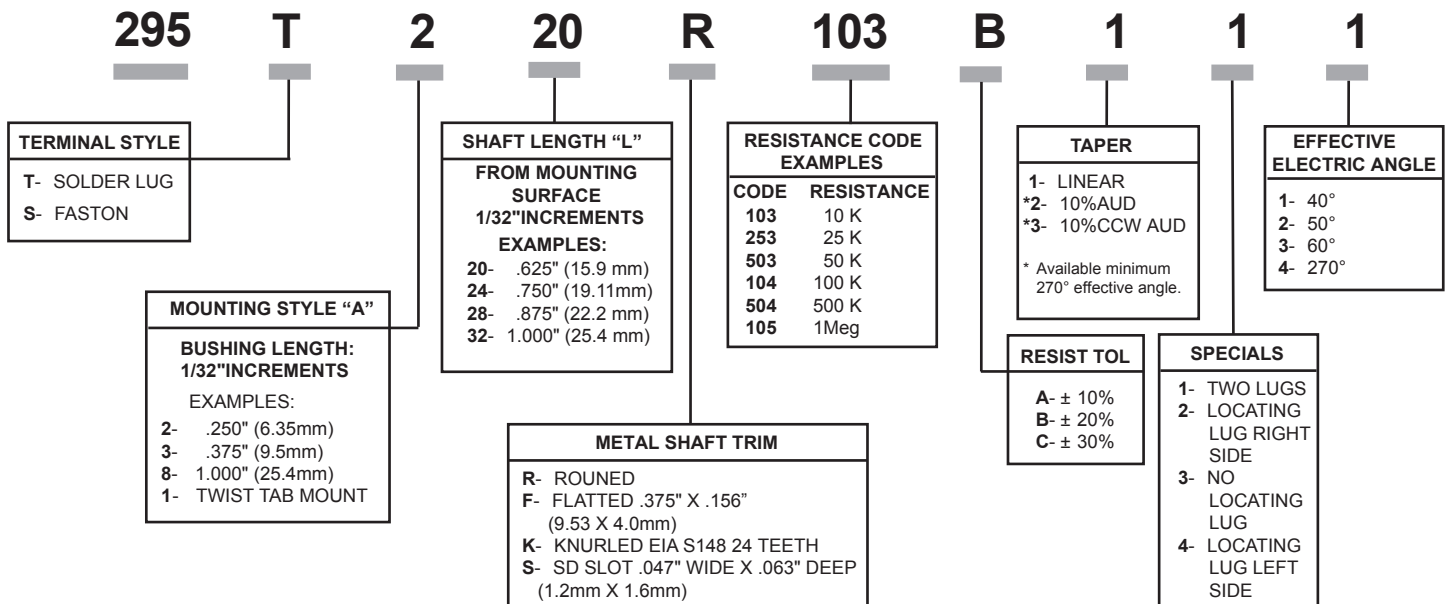 295 T 2 20 R 103 B 1 1 1
TERMINAL STYLE
T- SOLDER LUG
S- FASTON
MOUNTING STYLE “A”
BUSHING LENGTH:
1/32"INCREMENTS
EXAMPLES:
2- .250" (6.35mm)
3- .375" (9.5mm)
8- 1.000" (25.4mm)
1- TWIST TAB MOUNT
SHAFT LENGTH “L”
FROM MOUNTING
SURFACE
1/32"INCREMENTS
EXAMPLES:
20- .625" (15.9 mm)
24- .750" (19.11mm)
28- .875" (22.2 mm)
32- 1.000" (25.4 mm)
METAL SHAFT TRIM
R- ROUNED
F- FLATTED .375" X .156”
(9.53 X 4.0mm)
K- KNURLED EIA S148 24 TEETH
S- SD SLOT .047" WIDE X .063" DEEP
(1.2mm X 1.6mm)
RESISTANCE CODE
EXAMPLES
CODE RESISTANCE
103 10 K
253 25 K
503 50 K
104 100 K
504 500 K
105 1Meg
RESIST TOL
A- ± 10%
B- ± 20%
C- ± 30%
TAPER
1- LINEAR
*2- 10%AUD
*3- 10%CCW AUD
* Available minimum
270° effective angle.
SPECIALS
1- TWO LUGS
2- LOCATING
LUG RIGHT
SIDE
3- NO
LOCATING
LUG
4- LOCATING
LUG LEFT
SIDE
EFFECTIVE
ELECTRIC ANGLE
1- 40°
2- 50°
3- 60°
4- 270°